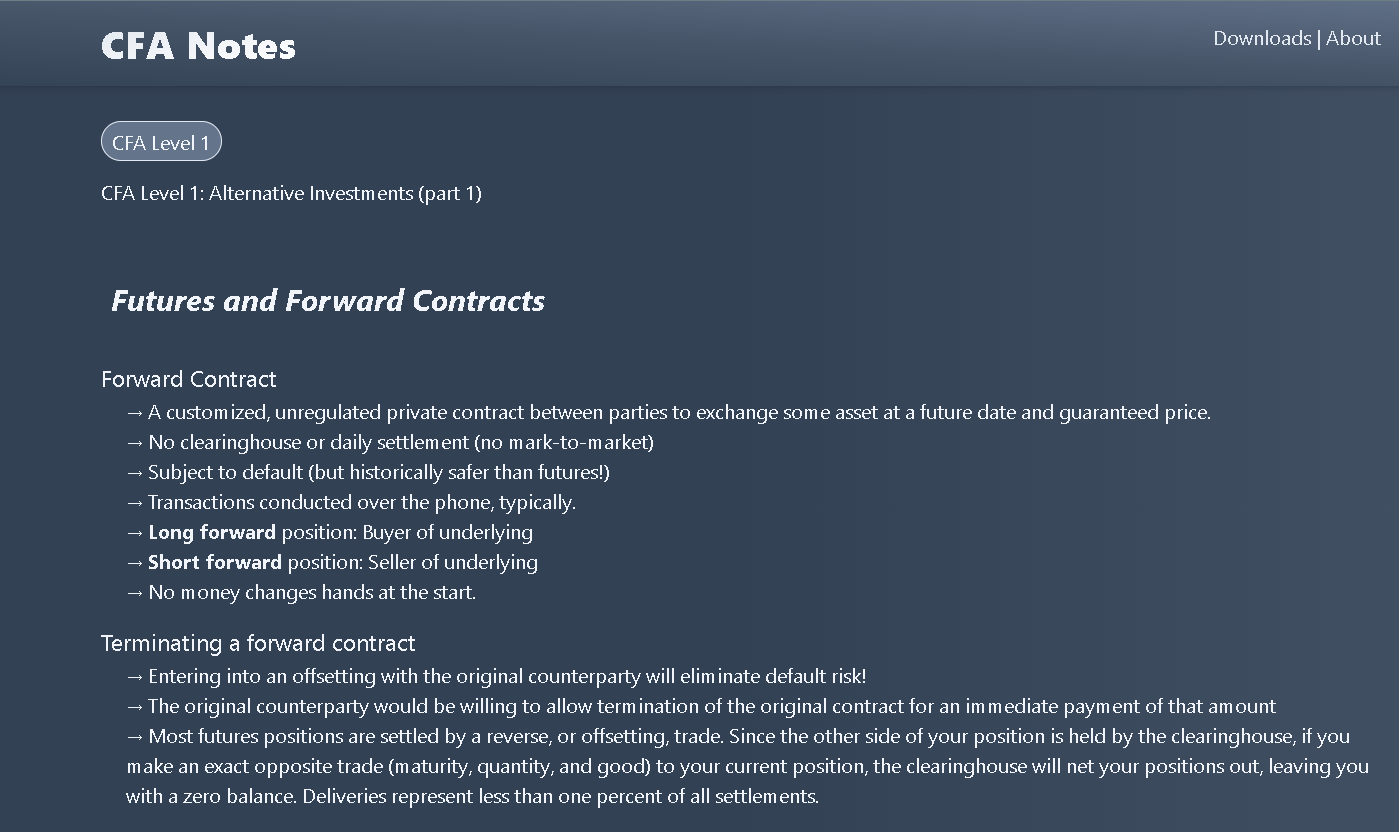 CFA Notes
Downloads | About
CFA Level 1
CFA Level 1: Alternative Investments (part 1)
Futures and Forward Contracts
Forward Contract
→ A customized, unregulated private contract between parties to exchange some asset at a future date and guaranteed price.
→ No clearinghouse or daily settlement (no mark-to-market)
→ Subject to default (but historically safer than futures!)
→ Transactions conducted over the phone, typically.
→ Long forward position: Buyer of underlying
→ Short forward position: Seller of underlying
→ No money changes hands at the start.
Terminating a forward contract
→ Entering into an offsetting with the original counterparty will eliminate default risk!
→ The original counterparty would be willing to allow termination of the original contract for an immediate payment of that amount
→ Most futures positions are settled by a reverse, or offsetting, trade. Since the other side of your position is held by the clearinghouse, if you
make an exact opposite trade (maturity, quantity, and good) to your current position, the clearinghouse will net your positions out, leaving you
with a zero balance. Deliveries represent less than one percent of all settlements.